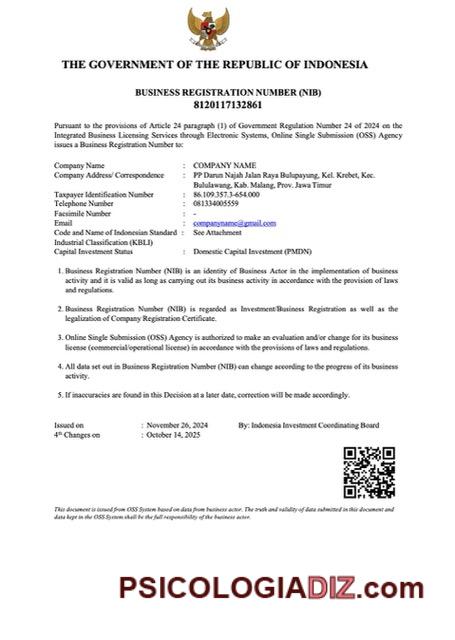 THE GOVERNMENT OF THE REPUBLIC OF INDONESIA
BUSINESS REGISTRATION NUMBER (NIB)
8120117132861
Pursuant to the provisions of Article 24 paragraph (1) of Government Regulation Number 24 of 2024 on the
Integrated Business Licensing Services through Electronic Systems, Online Single Submission (OSS) Agency
issues a Business Registration Number to:
Company Name : COMPANY NAME
Company Address/ Correspondence : PP Darun Najah Jalan Raya Bulupayung, Kel. Krebet, Kec.
Bululawang, Kab. Malang, Prov. Jawa Timur
Taxpayer Identification Number : 86.109.357.3-654.000
Telephone Number : 081334005559
Facsimile Number : -
Email : companyname@gmail.com
Code and Name of Indonesian Standard : See Attachment
Industrial Classification (KBLI)
Capital Investment Status : Domestic Capital Investment (PMDN)
1. Business Registration Number (NIB) is an identity of Business Actor in the implementation of business
activity and it is valid as long as carrying out its business activity in accordance with the provision of laws
and regulations.
2. Business Registration Number (NIB) is regarded as Investment/Business Registration as well as the
legalization of Company Registration Certificate.
3. Online Single Submission (OSS) Agency is authorized to make an evaluation and/or change for its business
license (commercial/operational license) in accordance with the provisions of laws and regulations.
4. All data set out in Business Registration Number (NIB) can change according to the progress of its business
activity.
5. If inaccuracies are found in this Decision at a later date, correction will be made accordingly.
Issued on : November 26, 2024 By: Indonesia Investment Coordinating Board
4th Changes on : October 14, 2025
This document is issued from OSS System based on data from business actor. The truth and validity of data submitted in this document and
data kept in the OSS System shall be the full responsibility of the business actor.
PSICOLOGIADIZ.com